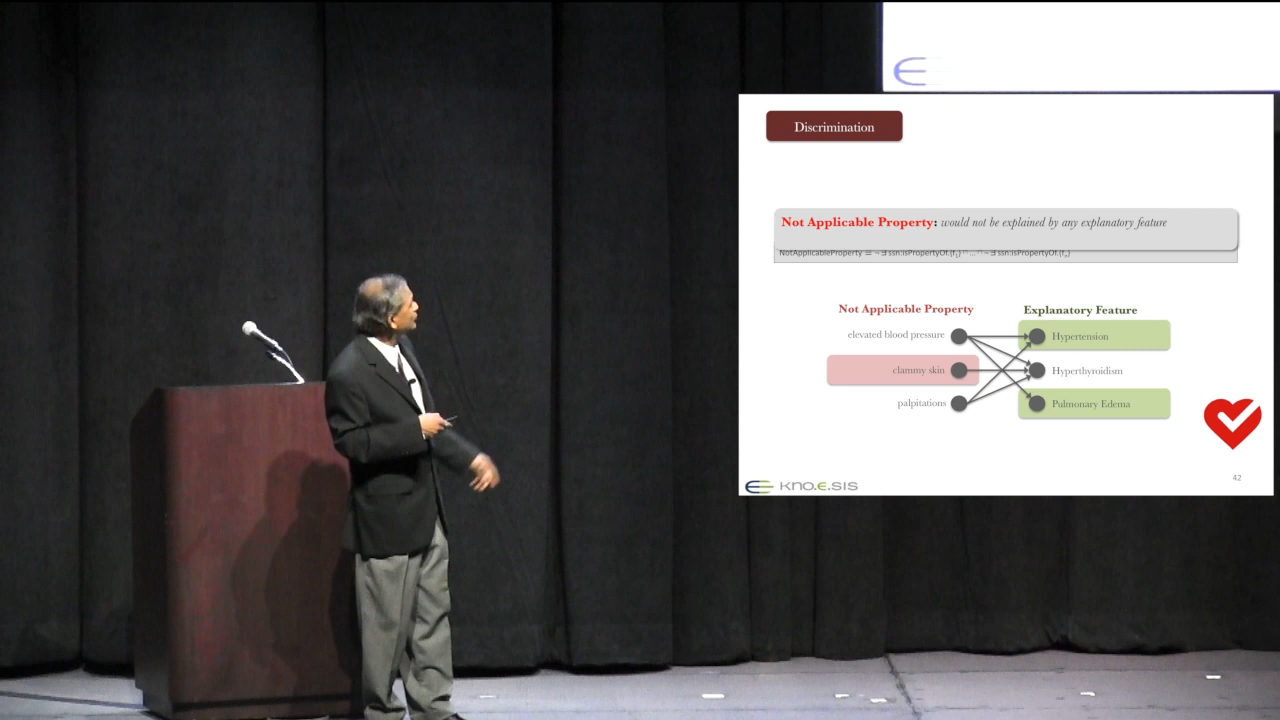 Discrimination
Not Applicable Property: would not be explained by any explanatory feature
NotApplicableProperty ≡ ¬∃ ssn:isPropertyOf.{f₁} ⊓ … ⊓ ¬∃ ssn:isPropertyOf.{fₙ}
Not Applicable Property Explanatory Feature
elevated blood pressure Hypertension
clammy skin Hyperthyroidism
palpitations Pulmonary Edema
KNO.E.SIS
42